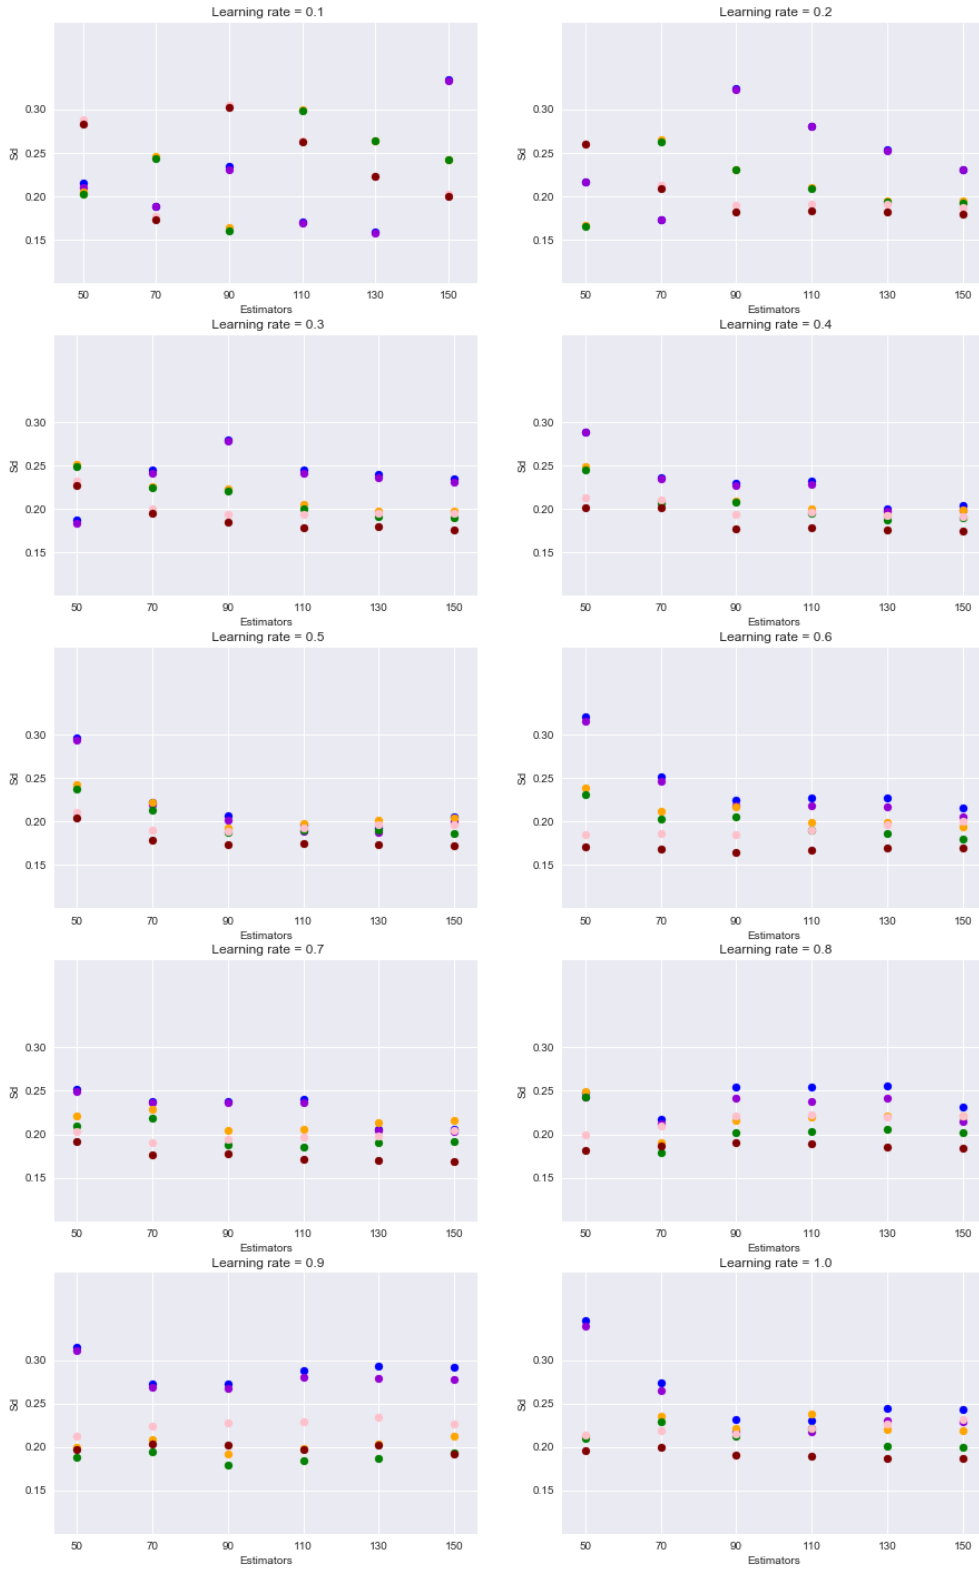 Learning rate = 0.1
Sd
0.30
0.25
0.20
0.15
50 70 90 110 130 150
Estimators
Learning rate = 0.2
Sd
0.30
0.25
0.20
0.15
50 70 90 110 130 150
Estimators
Learning rate = 0.3
Sd
0.30
0.25
0.20
0.15
50 70 90 110 130 150
Estimators
Learning rate = 0.4
Sd
0.30
0.25
0.20
0.15
50 70 90 110 130 150
Estimators
Learning rate = 0.5
Sd
0.30
0.25
0.20
0.15
50 70 90 110 130 150
Estimators
Learning rate = 0.6
Sd
0.30
0.25
0.20
0.15
50 70 90 110 130 150
Estimators
Learning rate = 0.7
Sd
0.30
0.25
0.20
0.15
50 70 90 110 130 150
Estimators
Learning rate = 0.8
Sd
0.30
0.25
0.20
0.15
50 70 90 110 130 150
Estimators
Learning rate = 0.9
Sd
0.30
0.25
0.20
0.15
50 70 90 110 130 150
Estimators
Learning rate = 1.0
Sd
0.30
0.25
0.20
0.15
50 70 90 110 130 150
Estimators